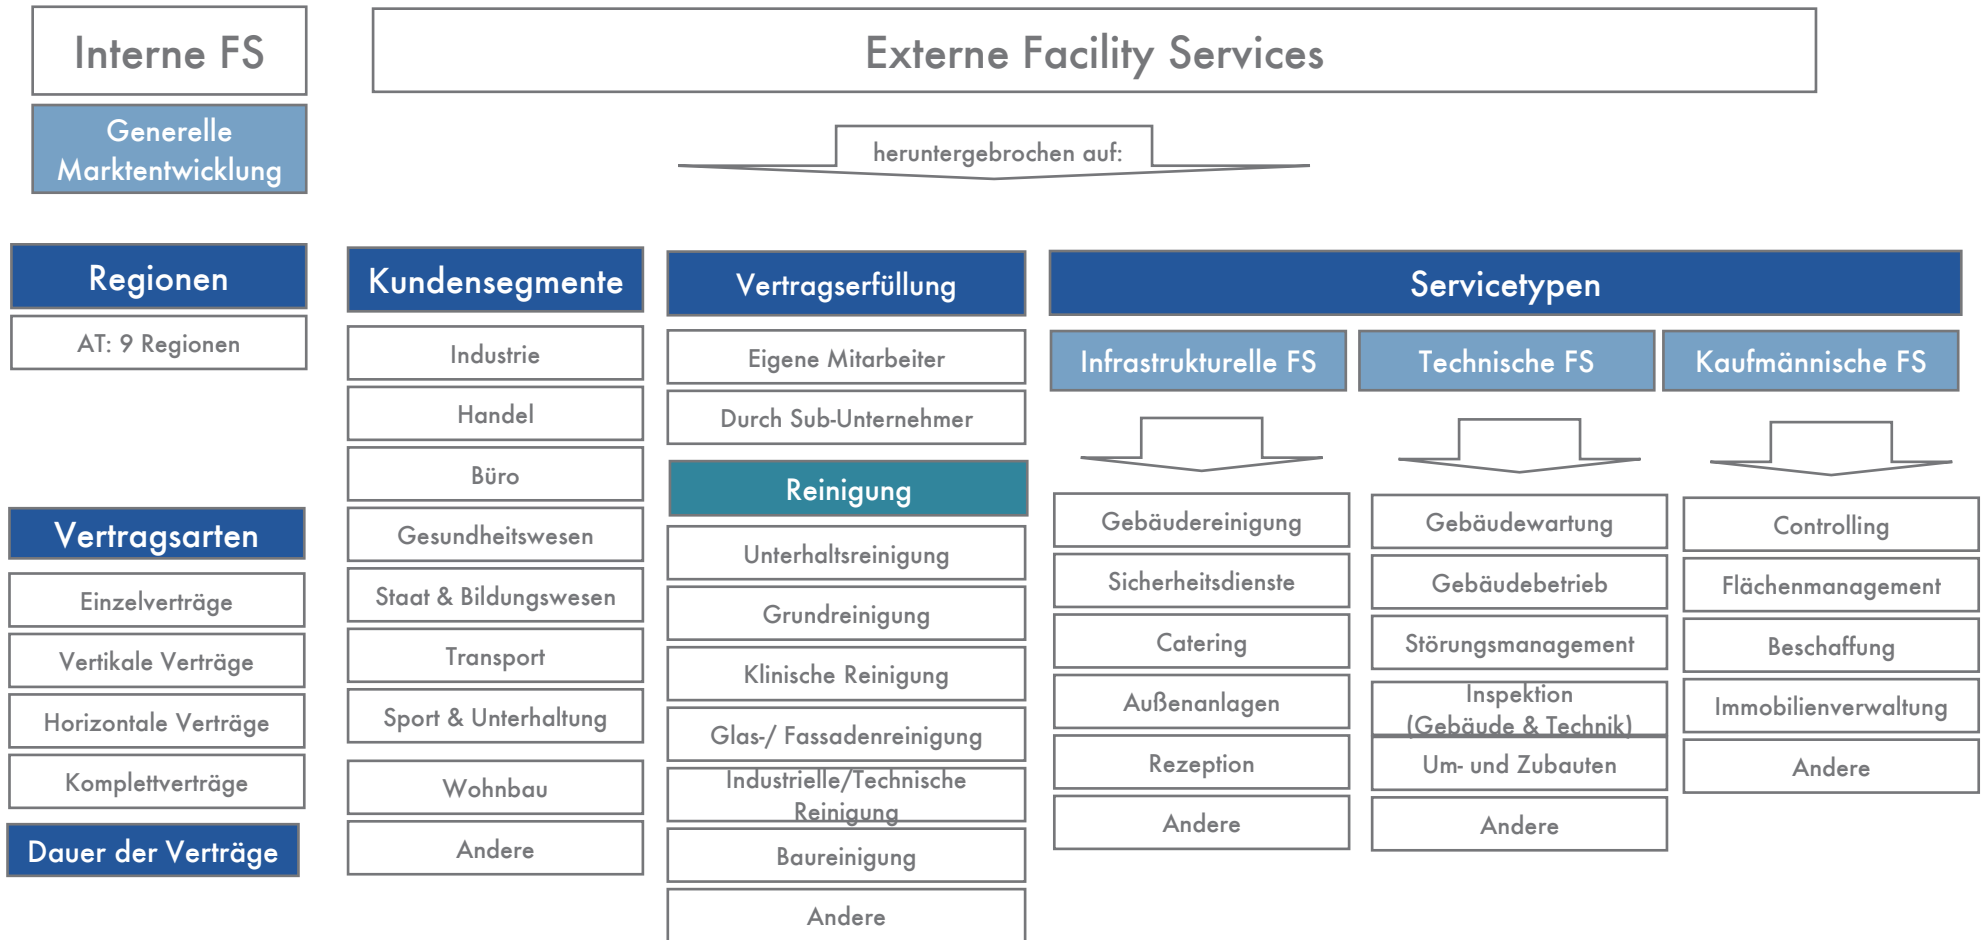 Interne FS
Externe Facility Services
Generelle
Marktentwicklung
heruntergebrochen auf:
Regionen
AT: 9 Regionen
Vertragsarten
Einzelverträge
Vertikale Verträge
Horizontale Verträge
Komplettverträge
Dauer der Verträge
Kundensegmente
Industrie
Handel
Büro
Gesundheitswesen
Staat & Bildungswesen
Transport
Sport & Unterhaltung
Wohnbau
Andere
Vertragserfüllung
Eigene Mitarbeiter
Durch Sub-Unternehmer
Reinigung
Unterhaltsreinigung
Grundreinigung
Klinische Reinigung
Glas-/ Fassadenreinigung
Industrielle/Technische
Reinigung
Baureinigung
Andere
Servicetypen
Infrastrukturelle FS
Gebäudereinigung
Sicherheitsdienste
Catering
Außenanlagen
Rezeption
Andere
Technische FS
Gebäudewartung
Gebäudebetrieb
Störungsmanagement
Inspektion
(Gebäude & Technik)
Um- und Zubauten
Andere
Kaufmännische FS
Controlling
Flächenmanagement
Beschaffung
Immobilienverwaltung
Andere